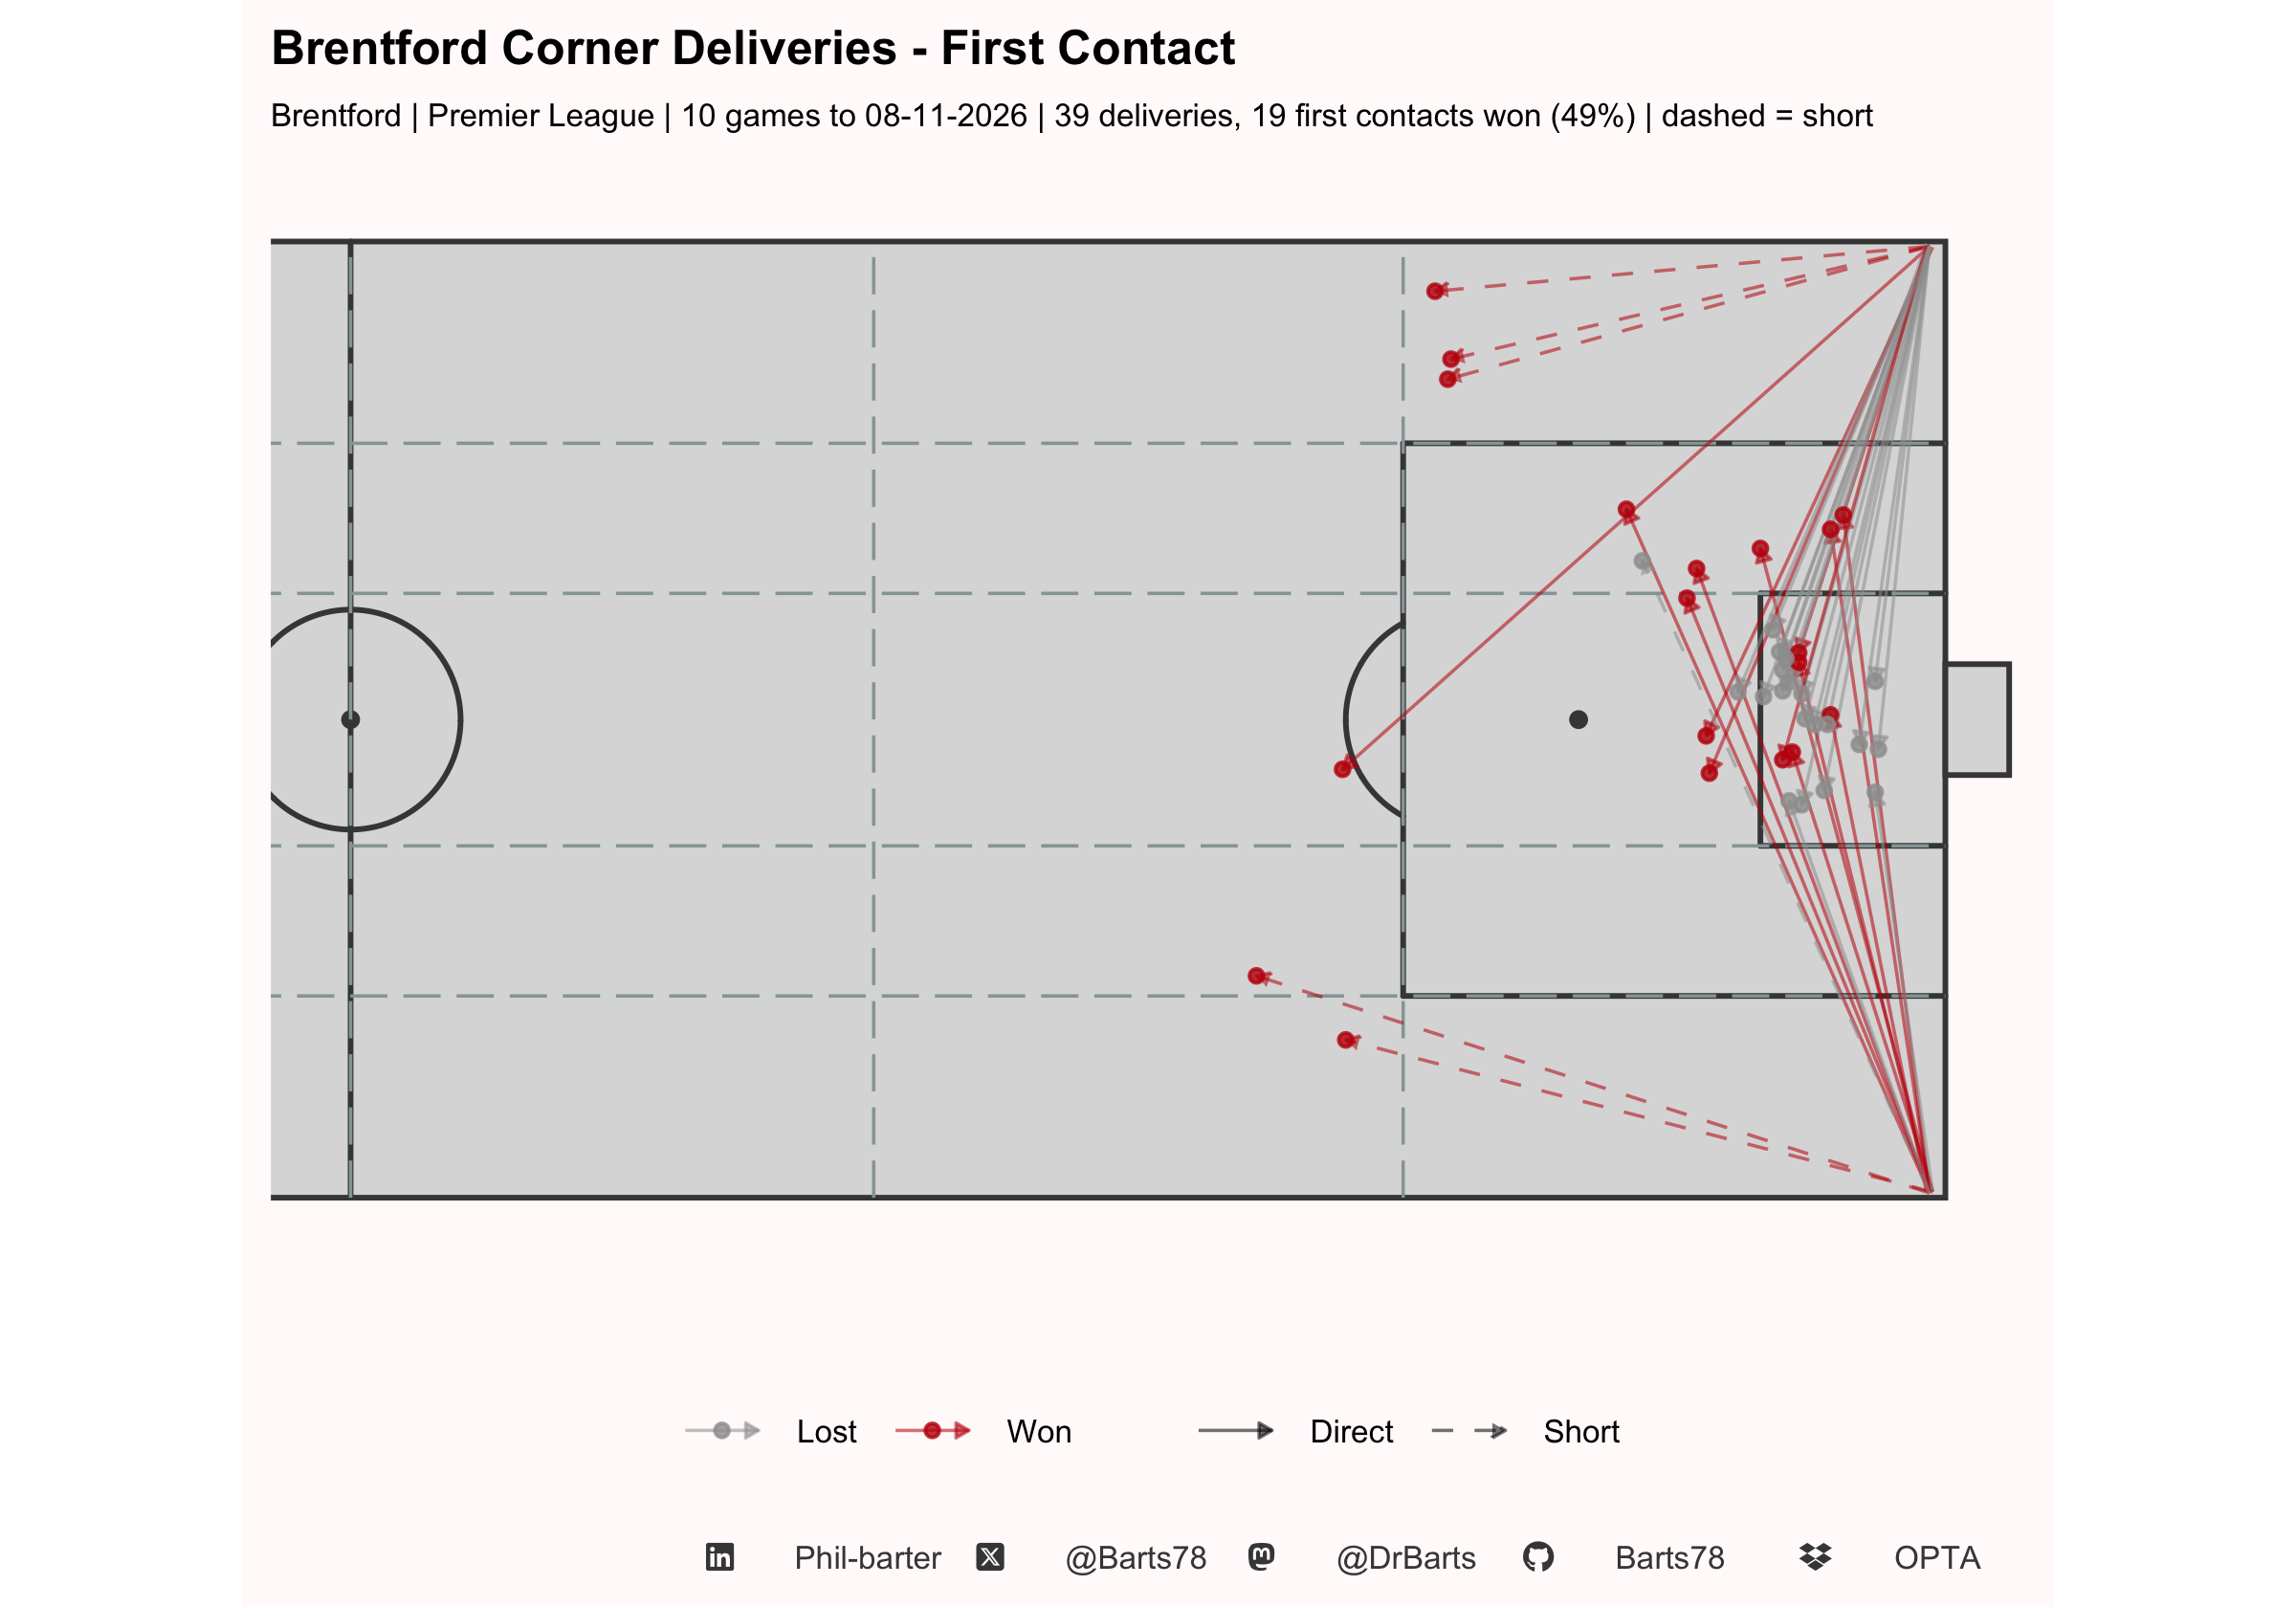 Brentford Corner Deliveries - First Contact
Brentford | Premier League | 10 games to 08-11-2026 | 39 deliveries, 19 first contacts won (49%) | dashed = short
Lost Won Direct Short
Phil-barter @Barts78 @DrBarts Barts78 OPTA